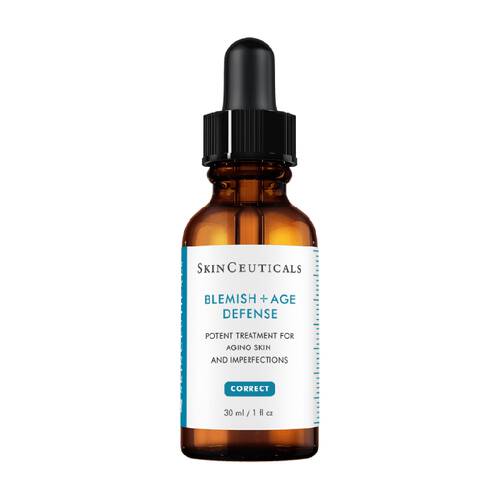 SKINCEUTICALS
BLEMISH + AGE
DEFENSE
POTENT TREATMENT FOR
AGING SKIN
AND IMPERFECTIONS
CORRECT
30 ml / 1 fl oz